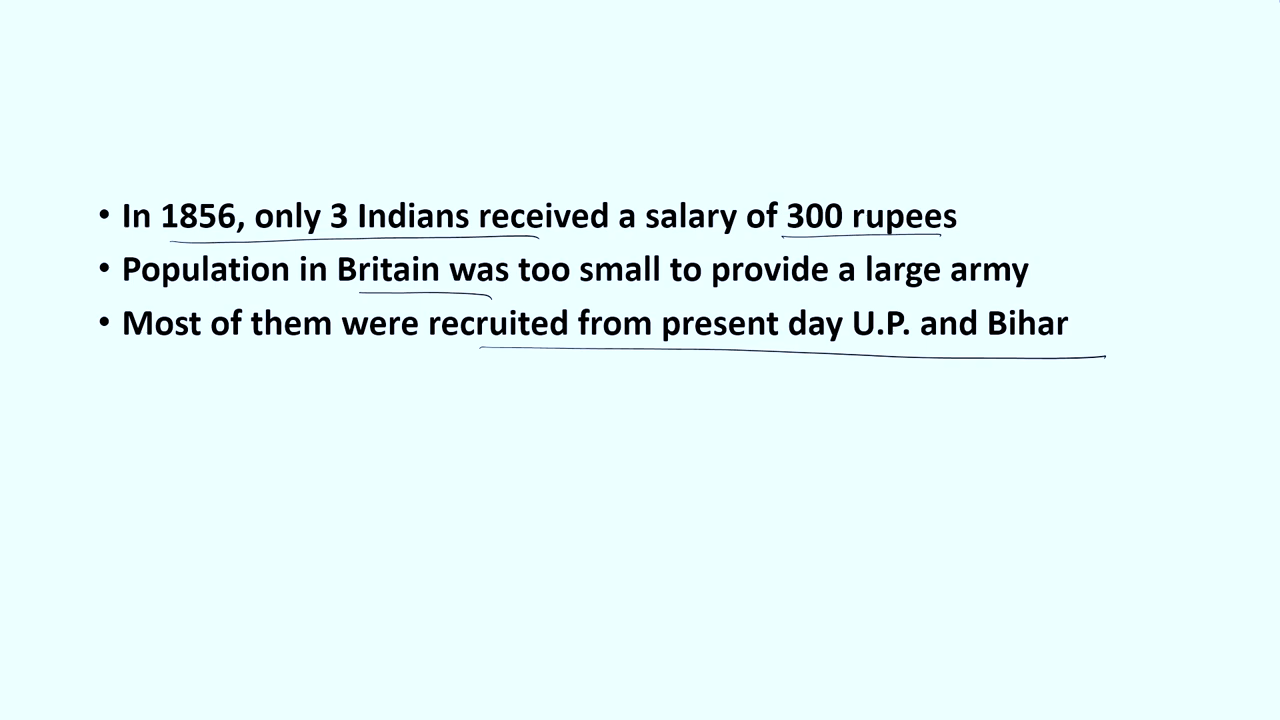 • In 1856, only 3 Indians received a salary of 300 rupees
• Population in Britain was too small to provide a large army
• Most of them were recruited from present day U.P. and Bihar